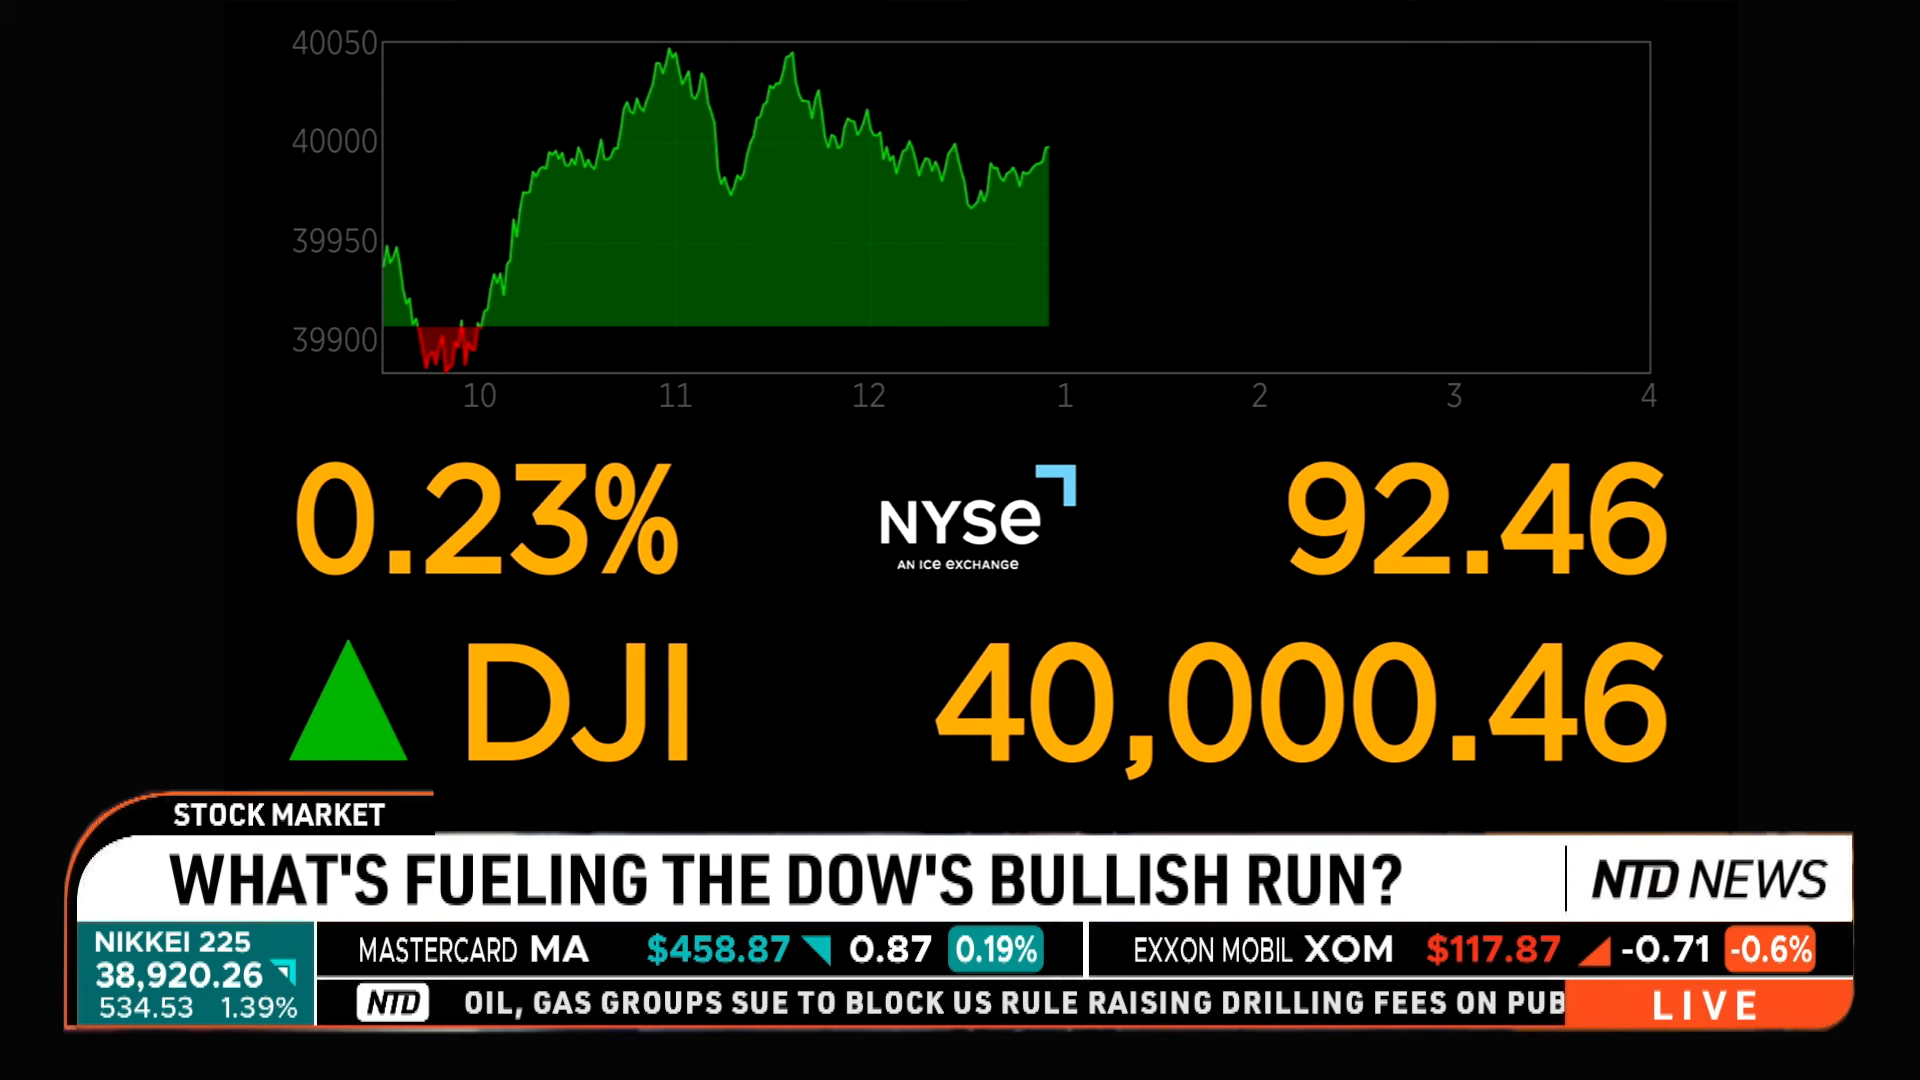 40050
40000
39950
39900
10 11 12 1 2 3 4
0.23%
NYSE
AN ICE EXCHANGE
92.46
DJI 40,000.46
STOCK MARKET
WHAT'S FUELING THE DOW'S BULLISH RUN?
NTD NEWS
NIKKEI 225
38,920.26
534.53 1.39%
MASTERCARD MA $458.87 0.87 0.19%
EXXON MOBIL XOM $117.87 -0.71 -0.6%
NTD OIL, GAS GROUPS SUE TO BLOCK US RULE RAISING DRILLING FEES ON PUB
LIVE